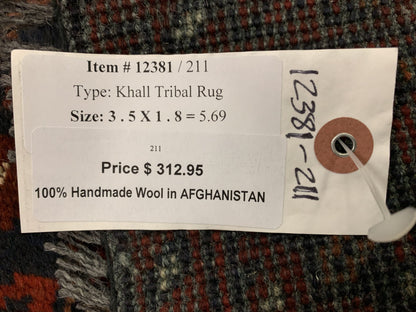 Item # 12381 / 211
Type: Khall Tribal Rug
Size: 3 . 5 X 1 . 8 = 5.69
211
Price $ 312.95
100% Handmade Wool in AFGHANISTAN
12381-211